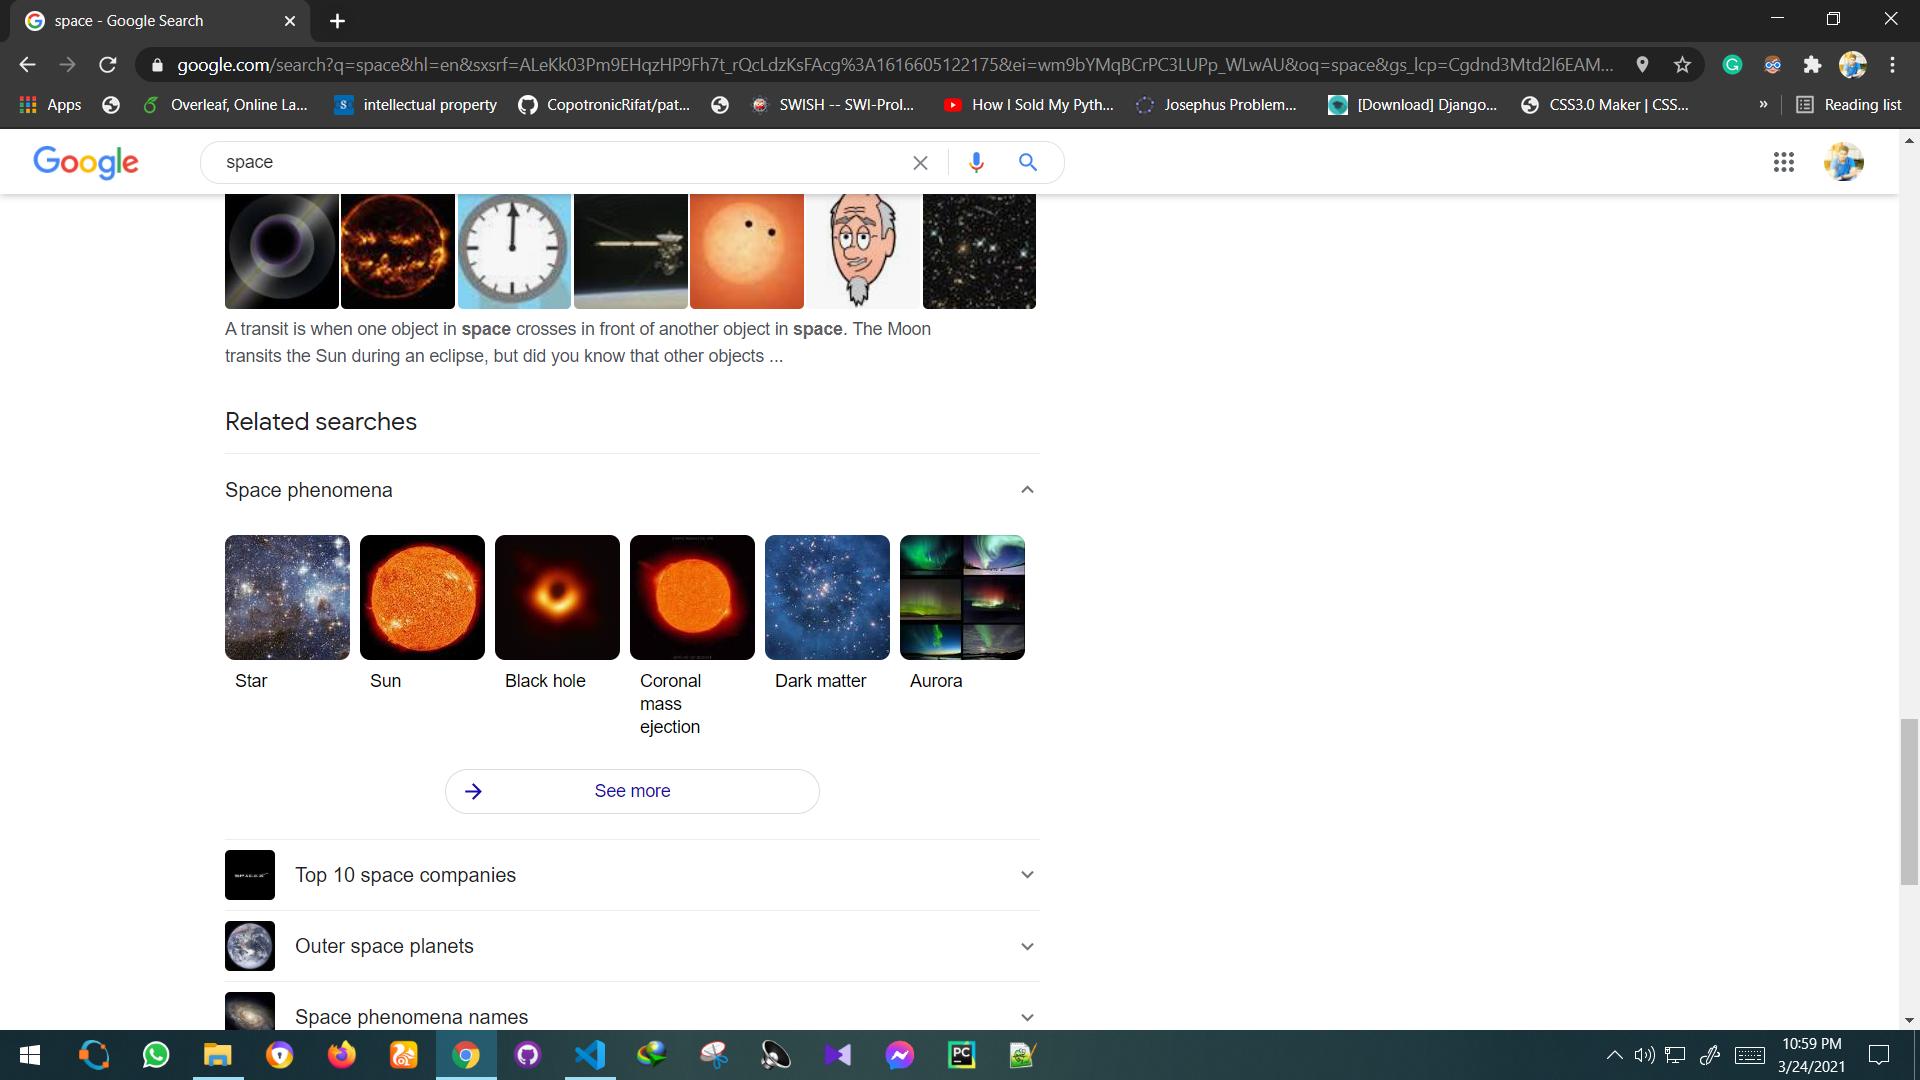 space - Google Search
google.com/search?q=space&hl=en&sxsrf=ALeKk03Pm9EHqzHP9Fh7t_rQcLdzKsFAcg%3A1616605122175&ei=wm9bYMqBCrPC3LUPp_WLwAU&oq=space&gs_lcp=Cgdnd3Mtd2l6EAM...
Apps Overleaf, Online La... intellectual property CopotronicRifat/pat... SWISH -- SWI-Prol... How I Sold My Pyth... Josephus Problem... [Download] Django... CSS3.0 Maker | CSS... » Reading list
Google space
A transit is when one object in space crosses in front of another object in space. The Moon
transits the Sun during an eclipse, but did you know that other objects ...
Related searches
Space phenomena
Star Sun Black hole Coronal mass ejection Dark matter Aurora
See more
Top 10 space companies
Outer space planets
Space phenomena names
10:59 PM
3/24/2021